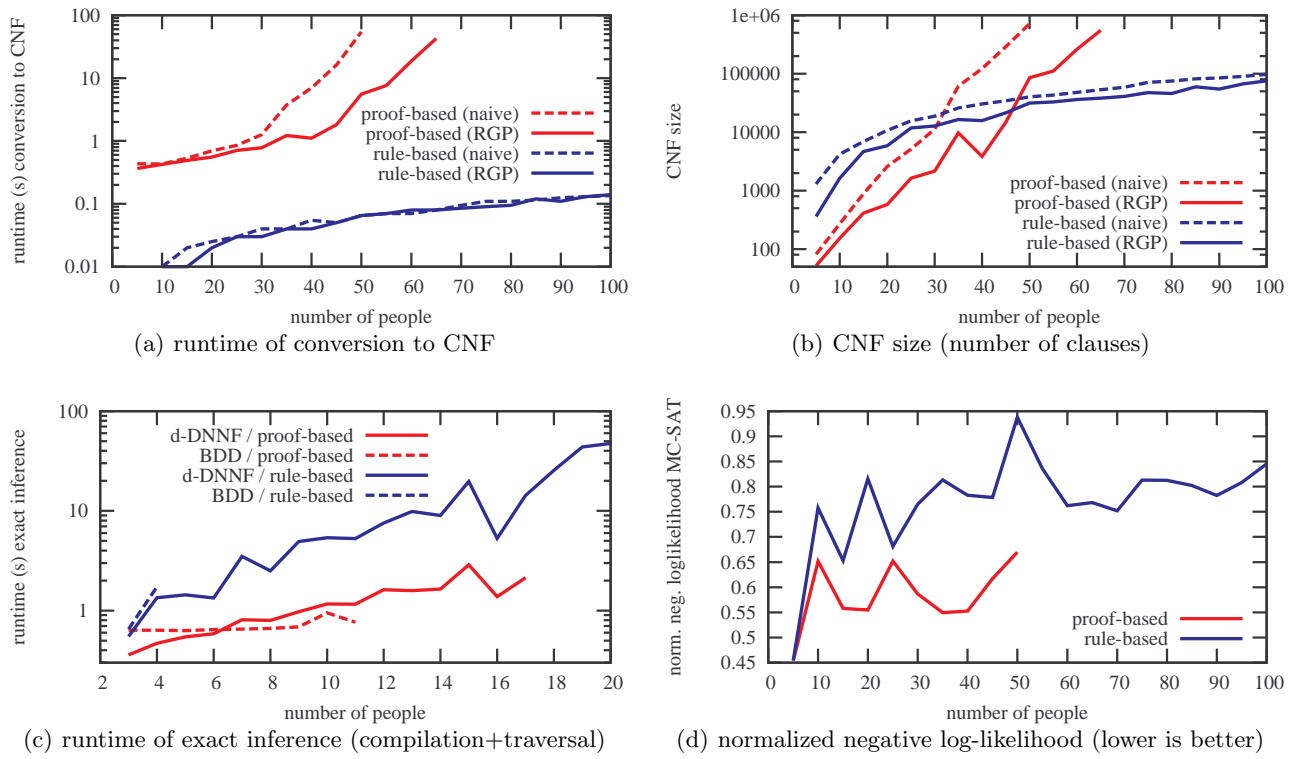 runtime (s) conversion to CNF
100
10
1
0.1
0.01
proof-based (naive)
proof-based (RGP)
rule-based (naive)
rule-based (RGP)
0 10 20 30 40 50 60 70 80 90 100
number of people
(a) runtime of conversion to CNF
CNF size
1e+06
100000
10000
1000
100
proof-based (naive)
proof-based (RGP)
rule-based (naive)
rule-based (RGP)
0 10 20 30 40 50 60 70 80 90 100
number of people
(b) CNF size (number of clauses)
runtime (s) exact inference
100
10
1
d-DNNF / proof-based
BDD / proof-based
d-DNNF / rule-based
BDD / rule-based
2 4 6 8 10 12 14 16 18 20
number of people
(c) runtime of exact inference (compilation+traversal)
norm. neg. loglikelihood MC-SAT
0.95
0.9
0.85
0.8
0.75
0.7
0.65
0.6
0.55
0.5
0.45
proof-based
rule-based
0 10 20 30 40 50 60 70 80 90 100
number of people
(d) normalized negative log-likelihood (lower is better)